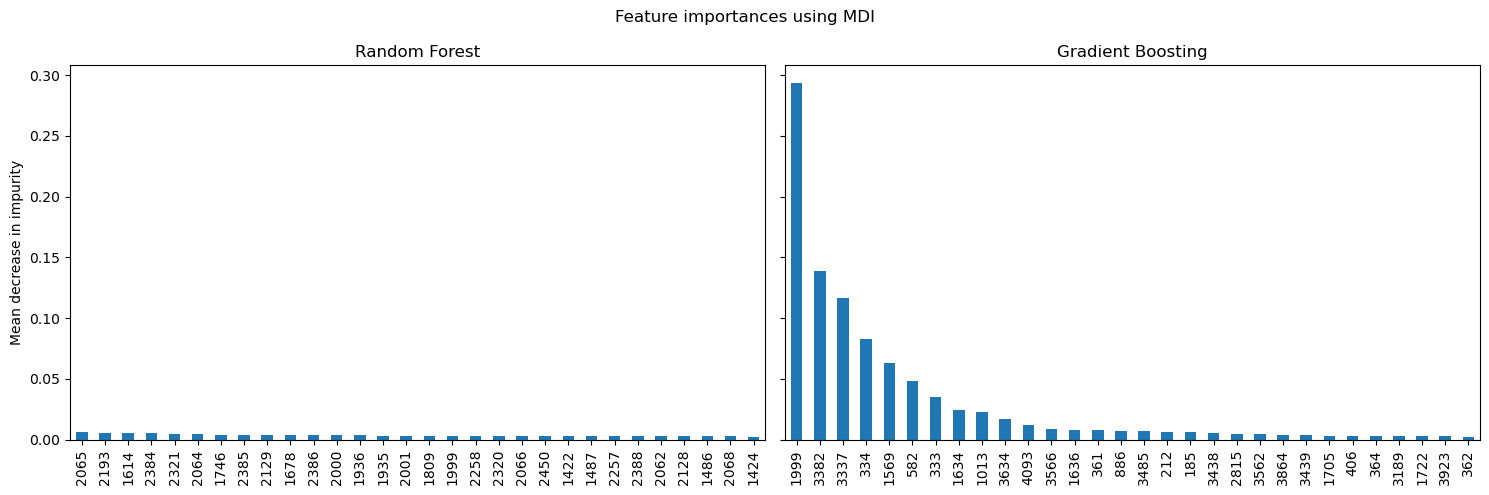 Feature importances using MDI
Random Forest
Gradient Boosting
Mean decrease in impurity
0.30
0.25
0.20
0.15
0.10
0.05
0.00
2065 2193 1614 2384 2321 2064 1746 2385 2129 1678 2386 2000 1936 1935 2001 1809 1999 2258 2320 2066 2450 1422 1487 2257 2388 2062 2128 1486 2068 1424
1999 3382 3337 334 1569 582 333 1634 1013 3634 4093 3566 1636 361 886 3485 212 185 3438 2815 3562 3864 3439 1705 406 364 3189 1722 3923 362